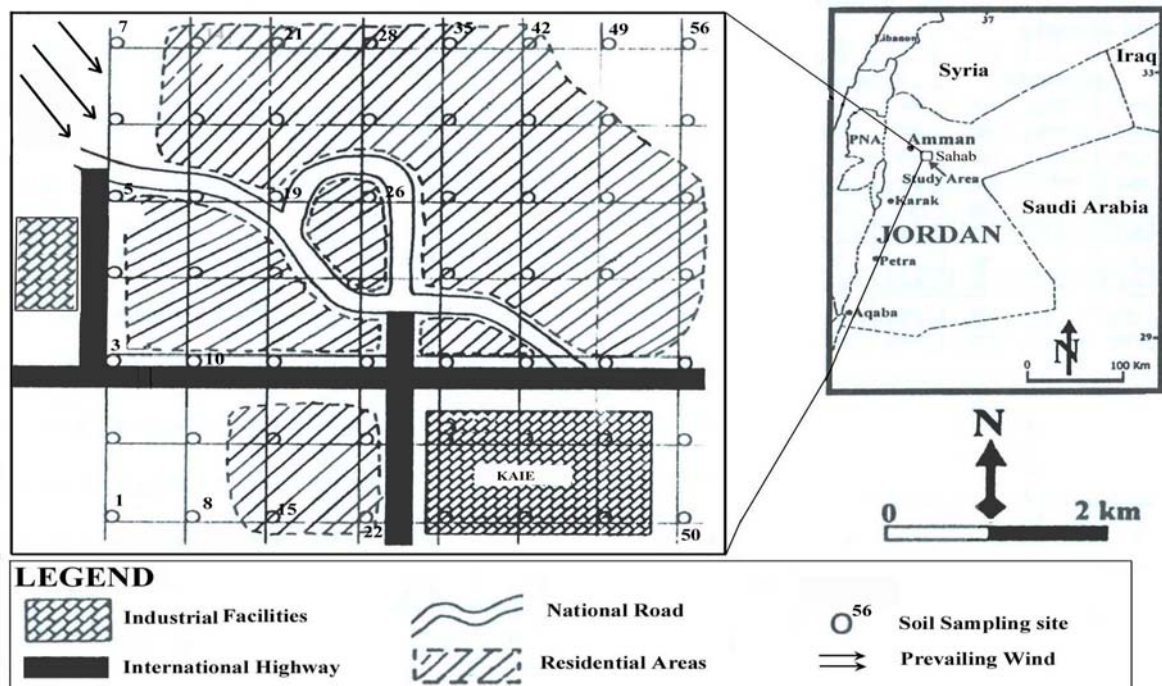 7
14
21
28
35
42
49
56
5
19
26
3
10
KAIE
1
8
15
22
50
37
Lebanon
Syria
Iraq
33
PNA
Amman
Sahab
Study Area
Karak
Saudi Arabia
JORDAN
Petra
Aqaba
29
N
0 100 Km
N
0 2 km
LEGEND
Industrial Facilities
National Road
56
Soil Sampling site
International Highway
Residential Areas
Prevailing Wind